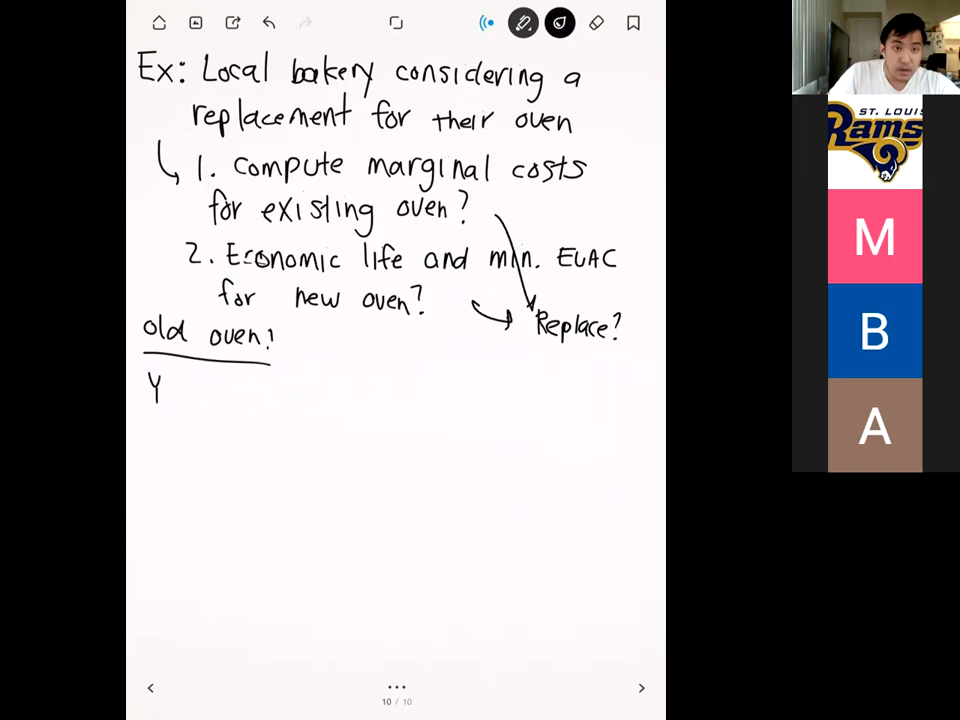 Ex: Local bakery considering a
replacement for their oven
1. Compute marginal costs
for existing oven?
2. Economic life and min. EUAC
for new oven?
Replace?
old oven:
Y
10 / 10
ST. LOUIS
Rams
M
B
A